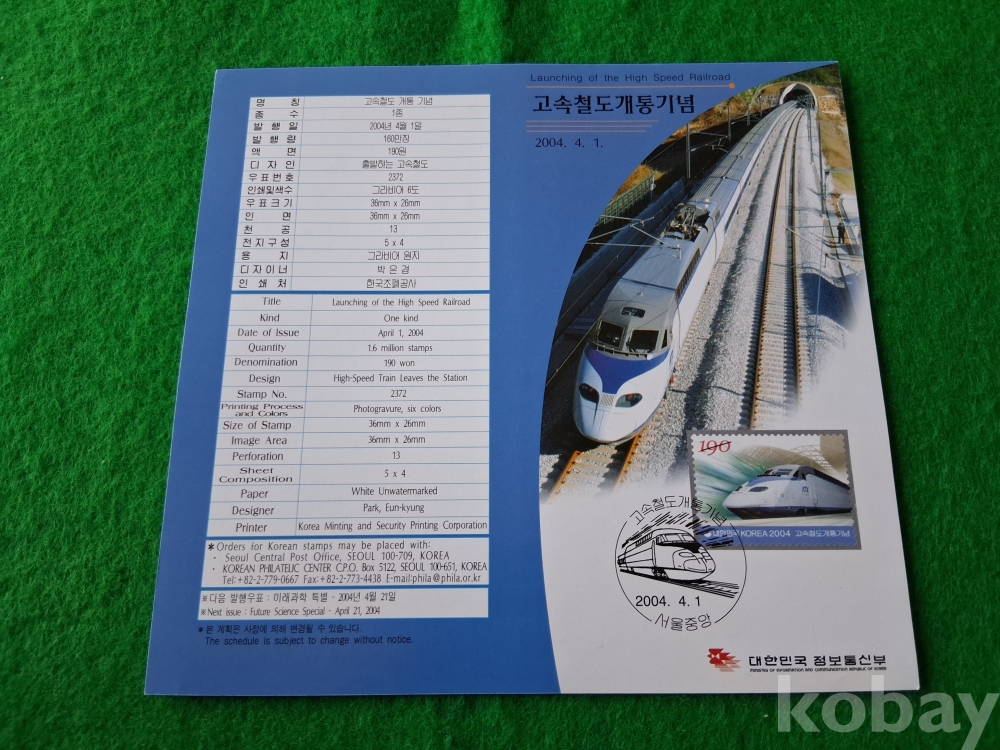 명 칭 고속철도 개통 기념
종 수 1종
발 행 일 2004년 4월 1일
발 행 량 160만장
액 면 190원
디 자 인 출발하는 고속철도
우 표 번 호 2372
인쇄및색수 그라비어 6도
우 표 크 기 36mm x 26mm
인 면 36mm x 26mm
천 공 13
전 지 구 성 5 x 4
용 지 그라비어 원지
디 자 이 너 박 은 경
인 쇄 처 한국조폐공사
Title Launching of the High Speed Railroad
Kind One kind
Date of Issue April 1, 2004
Quantity 1.6 million stamps
Denomination 190 won
Design High-Speed Train Leaves the Station
Stamp No. 2372
Printing Process and Colors Photogravure, six colors
Size of Stamp 36mm x 26mm
Image Area 36mm x 26mm
Perforation 13
Sheet Composition 5 x 4
Paper White Unwatermarked
Designer Park, Eun-kyung
Printer Korea Minting and Security Printing Corporation
* Orders for Korean stamps may be placed with:
· Seoul Central Post Office, SEOUL 100-709, KOREA
· KOREAN PHILATELIC CENTER C.P.O. Box 5122, SEOUL 100-651, KOREA
Tel:+82-2-779-0667 Fax:+82-2-773-4438 E-mail:phila@phila.or.kr
※다음 발행우표 : 미래과학 특별 · 2004년 4월 21일
※Next issue : Future Science Special · April 21, 2004
* 본 계획은 사정에 의해 변경될 수 있습니다.
The schedule is subject to change without notice.
Launching of the High Speed Railroad
고속철도개통기념
2004. 4. 1.
190
대한민국 KOREA 2004 고속철도개통기념
고속철도개통기념
2004. 4. 1
서울중앙
대한민국 정보통신부
MINISTRY OF INFORMATION AND COMMUNICATION REPUBLIC OF KOREA
kobay